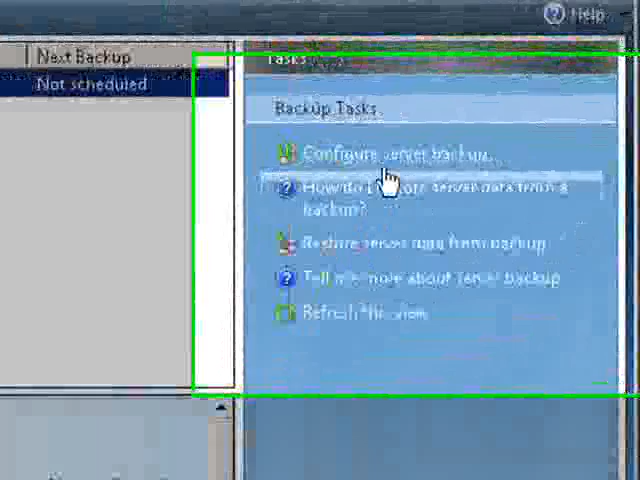 Help
Next Backup
Not scheduled
Tasks
Backup Tasks
Configure server backup
How do I restore server data from a
backup?
Restore server data from backup
Tell me more about server backup
Refresh this view